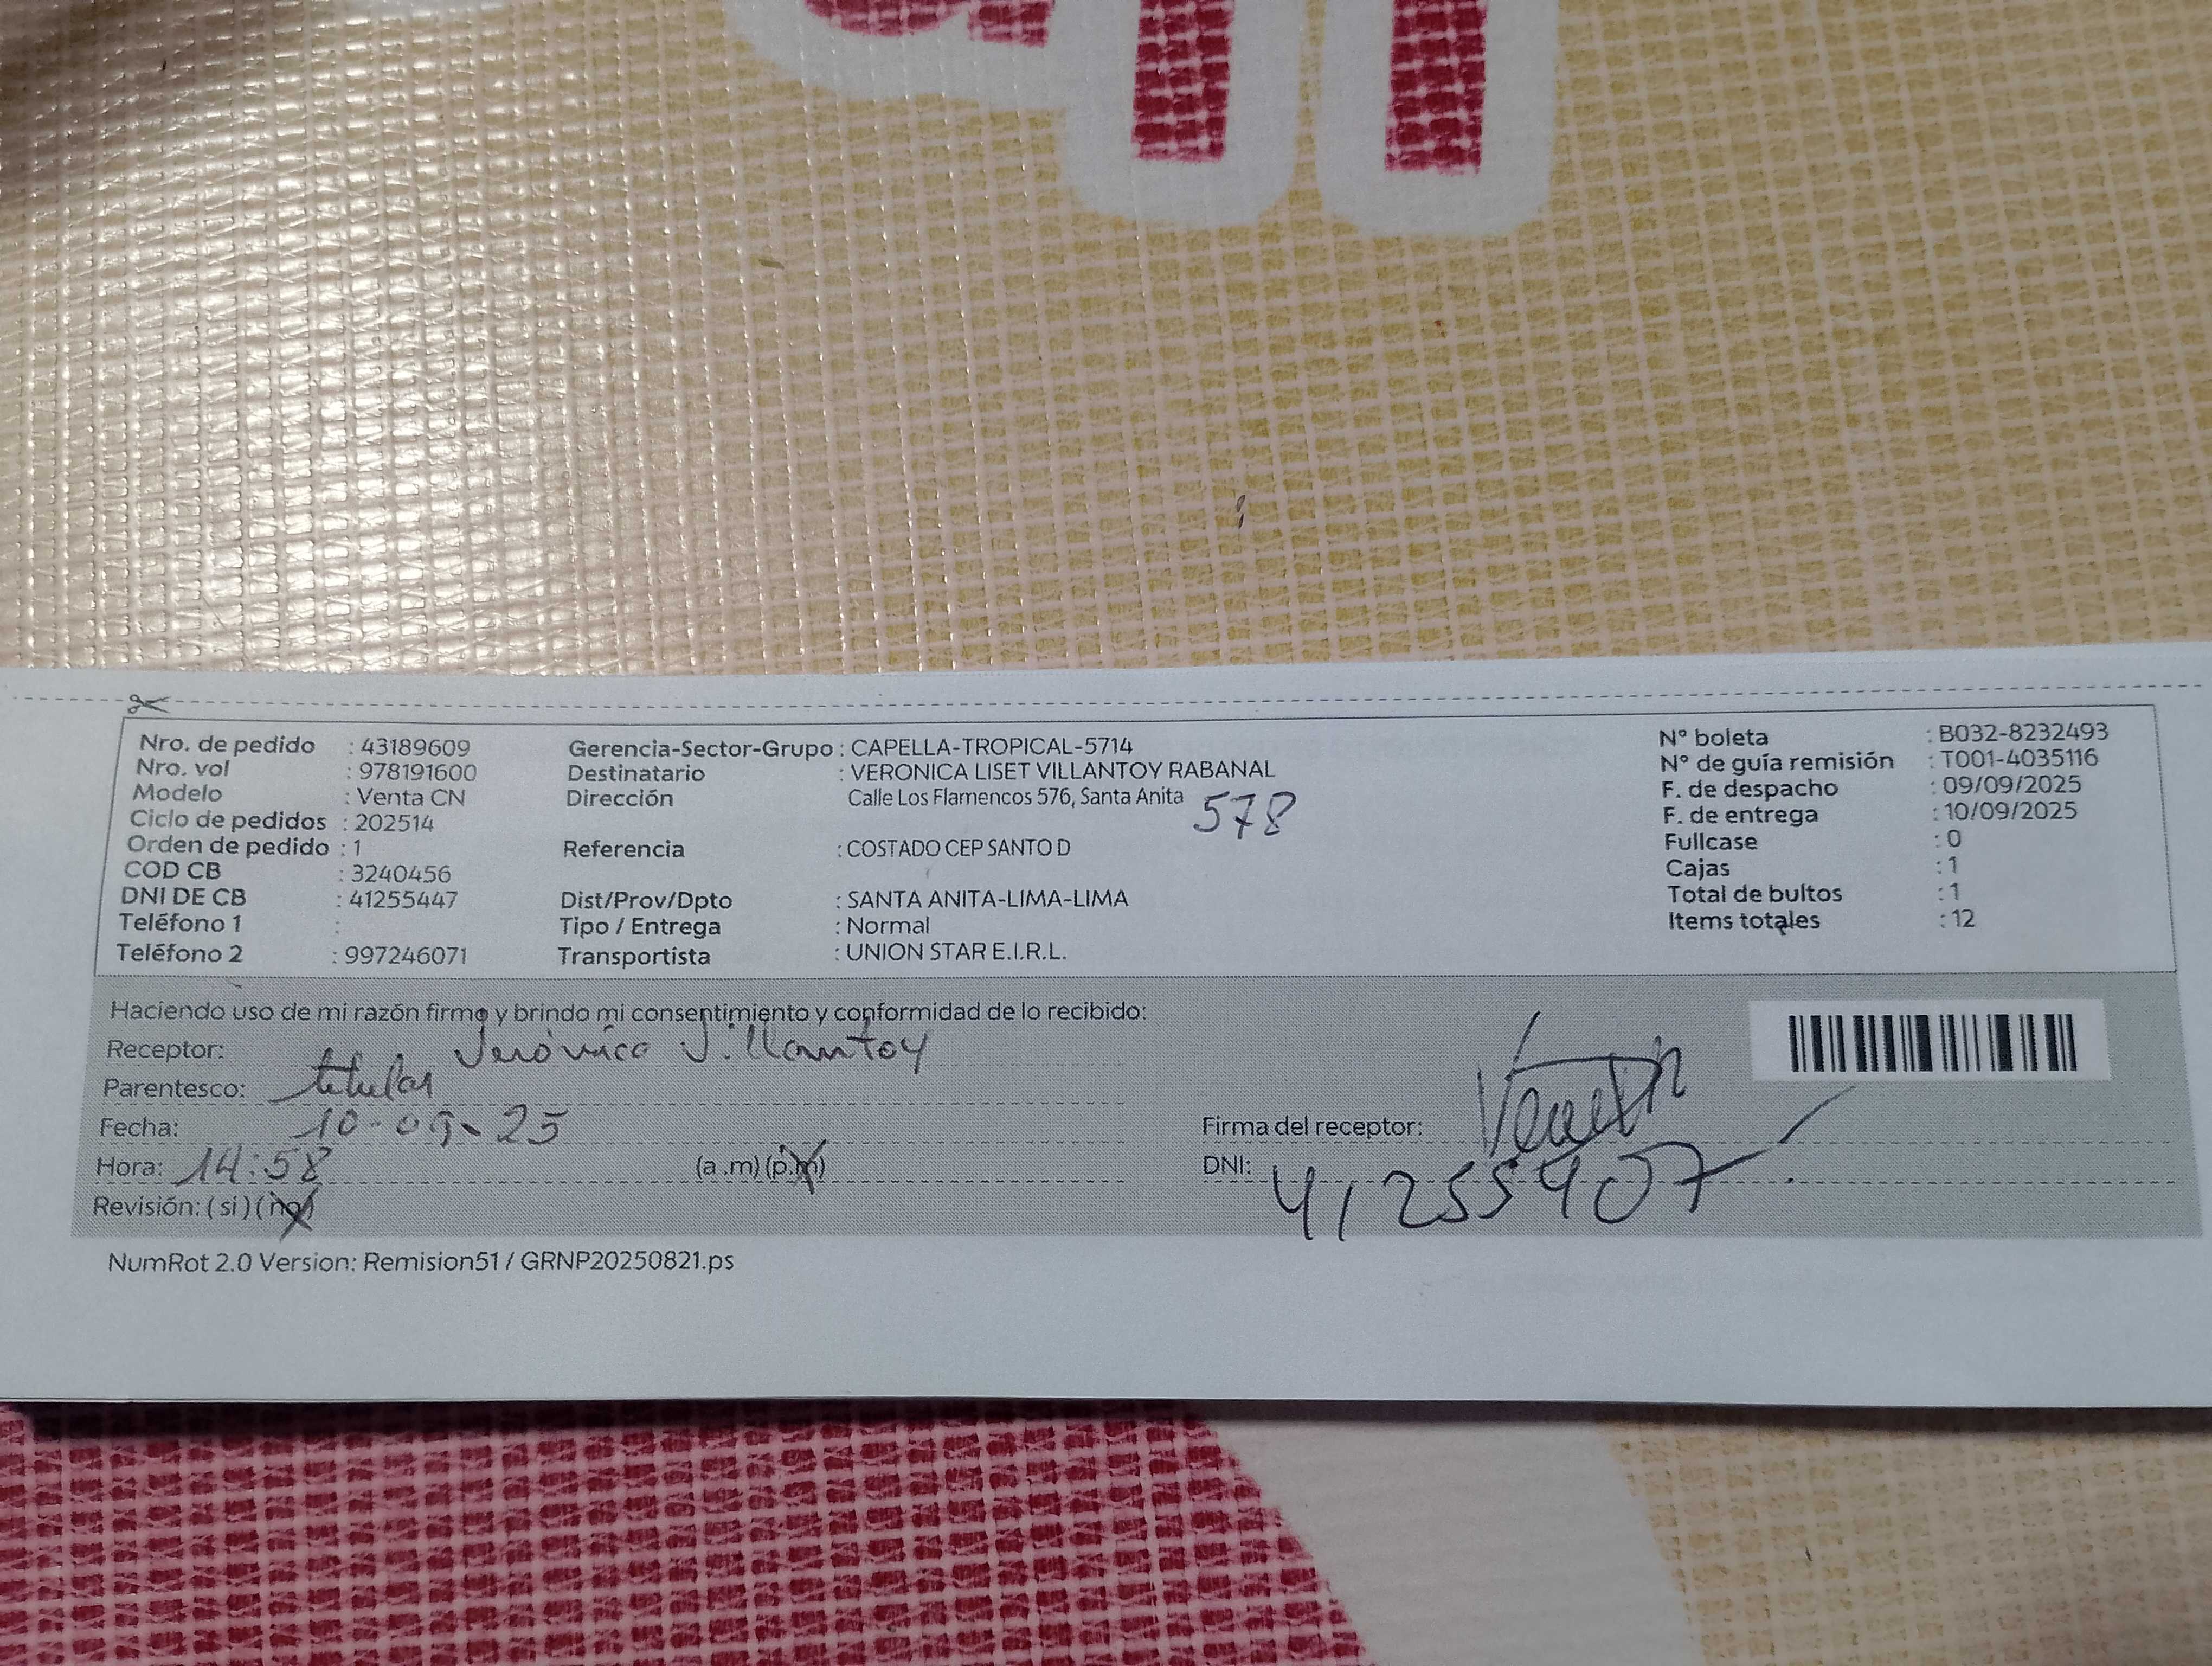 Nro. de pedido : 43189609
Nro. vol : 978191600
Modelo : Venta CN
Ciclo de pedidos : 202514
Orden de pedido : 1
COD CB : 3240456
DNI DE CB : 41255447
Teléfono 1 :
Teléfono 2 : 997246071
Gerencia-Sector-Grupo : CAPELLA-TROPICAL-5714
Destinatario : VERONICA LISET VILLANTOY RABANAL
Dirección Calle Los Flamencos 576, Santa Anita 578
Referencia : COSTADO CEP SANTO D
Dist/Prov/Dpto : SANTA ANITA-LIMA-LIMA
Tipo / Entrega : Normal
Transportista : UNION STAR E.I.R.L.
N° boleta : B032-8232493
N° de guía remisión : T001-4035116
F. de despacho : 09/09/2025
F. de entrega : 10/09/2025
Fullcase : 0
Cajas : 1
Total de bultos : 1
Items totales : 12
Haciendo uso de mi razón firmo y brindo mi consentimiento y conformidad de lo recibido:
Receptor: Verónica Villantoy
Parentesco: titular
Fecha: 10-09-25
Hora: 14:58 (a .m) (p.m)
Revisión: ( si ) ( no )
Firma del receptor:
DNI: 41255407
NumRot 2.0 Version: Remision51 / GRNP20250821.ps